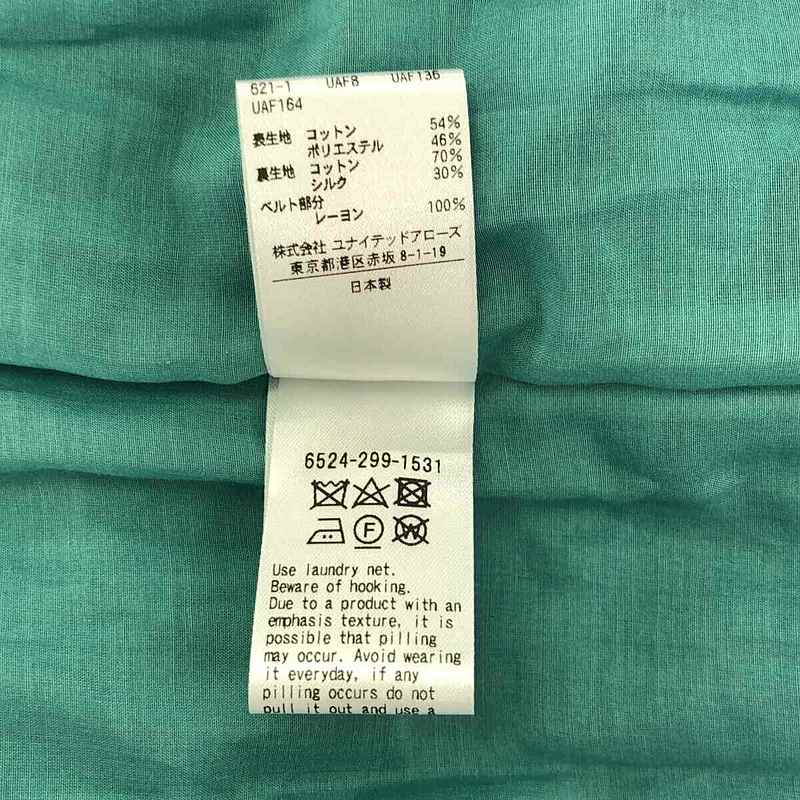 621-1 UAF8 UAF136
UAF164
表生地 コットン 54%
ポリエステル 46%
裏生地 コットン 70%
シルク 30%
ベルト部分
レーヨン 100%
株式会社 ユナイテッドアローズ
東京都港区赤坂8-1-19
日本製
6524-299-1531
F W
Use laundry net.
Beware of hooking.
Due to a product with an
emphasis texture, it is
possible that pilling
may occur. Avoid wearing
it everyday, if any
pilling occurs do not
pull it out and use a